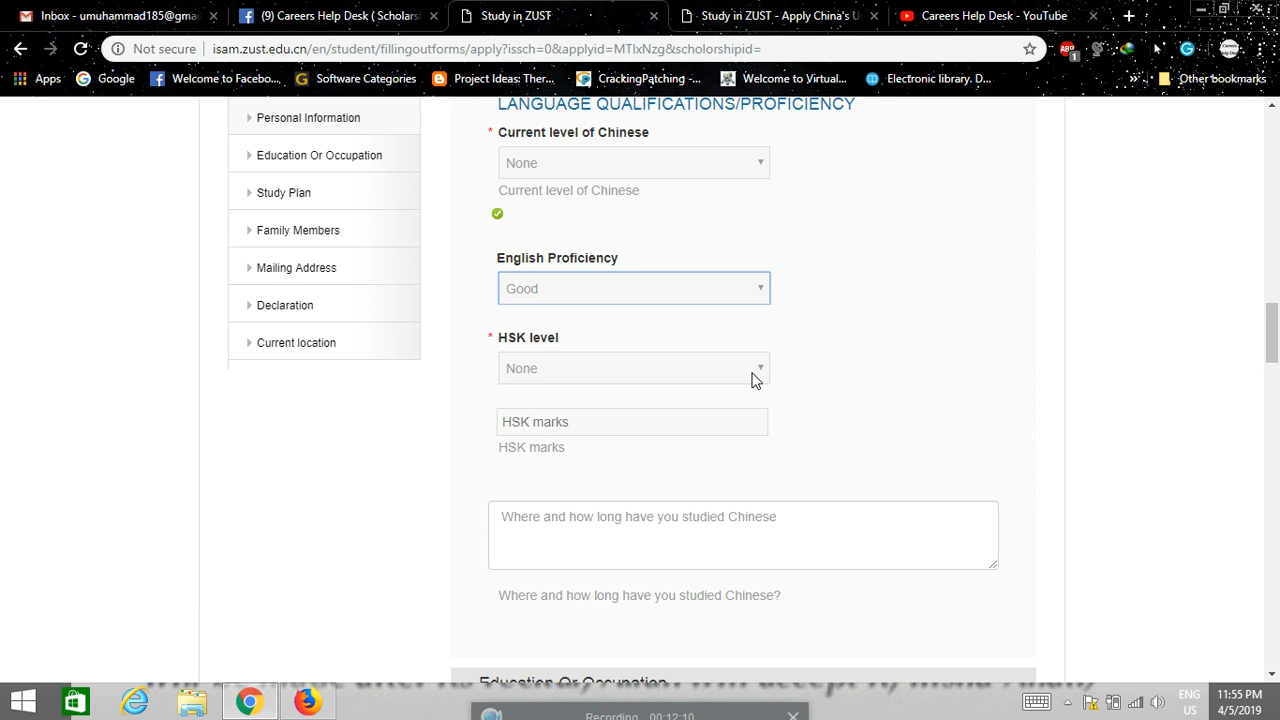 Inbox - umuhammad185@gmai
(9) Careers Help Desk ( Scholars
Study in ZUST
Study in ZUST - Apply China's U
Careers Help Desk - YouTube
Not secure | isam.zust.edu.cn/en/student/fillingoutforms/apply?issch=0&applyid=MTIxNzg&scholorshipid=
Apps
Google
Welcome to Facebo...
Software Categories
Project Ideas: Ther...
CrackingPatching -...
Welcome to Virtual...
Electronic library. D...
Other bookmarks
Personal Information
Education Or Occupation
Study Plan
Family Members
Mailing Address
Declaration
Current location
LANGUAGE QUALIFICATIONS/PROFICIENCY
* Current level of Chinese
None
Current level of Chinese
English Proficiency
Good
* HSK level
None
HSK marks
HSK marks
Where and how long have you studied Chinese
Where and how long have you studied Chinese?
Education Or Occupation
Recording 00:12:10
ENG
US
11:55 PM
4/5/2019